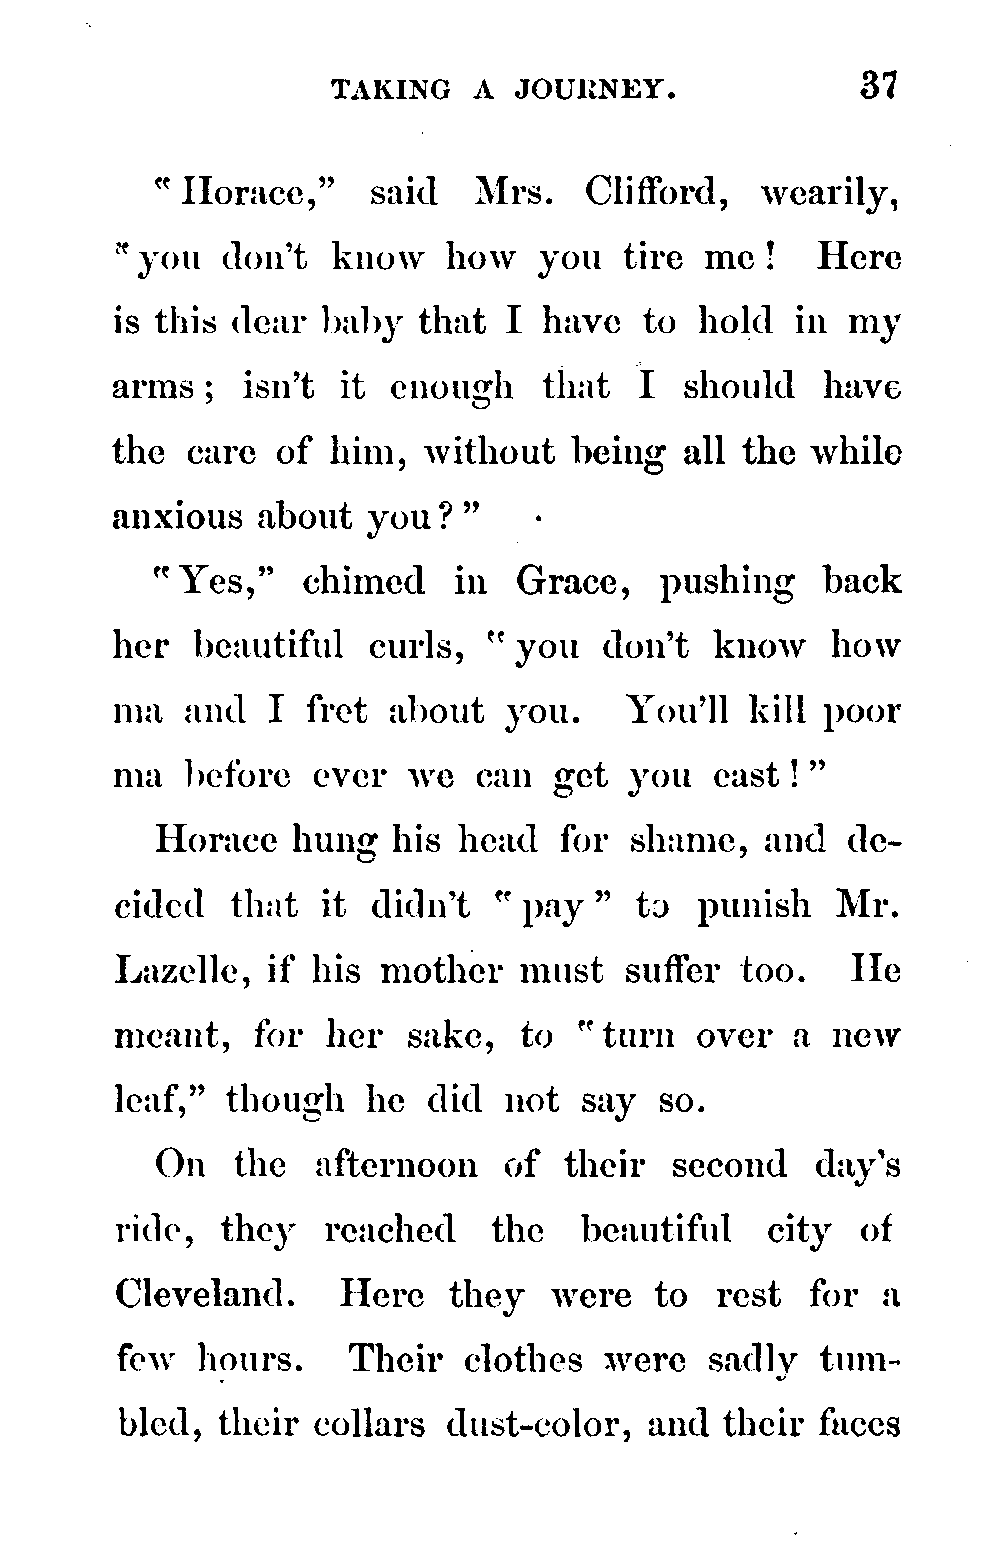 TAKING A JOURNEY. 37
"Horace," said Mrs. Clifford, wearily,
"you don't know how you tire me! Here
is this dear baby that I have to hold in my
arms; isn't it enough that I should have
the care of him, without being all the while
anxious about you?"
"Yes," chimed in Grace, pushing back
her beautiful curls, "you don't know how
ma and I fret about you. You'll kill poor
ma before ever we can get you east!"
Horace hung his head for shame, and de-
cided that it didn't "pay" to punish Mr.
Lazelle, if his mother must suffer too. He
meant, for her sake, to "turn over a new
leaf," though he did not say so.
On the afternoon of their second day's
ride, they reached the beautiful city of
Cleveland. Here they were to rest for a
few hours. Their clothes were sadly tum-
bled, their collars dust-color, and their faces